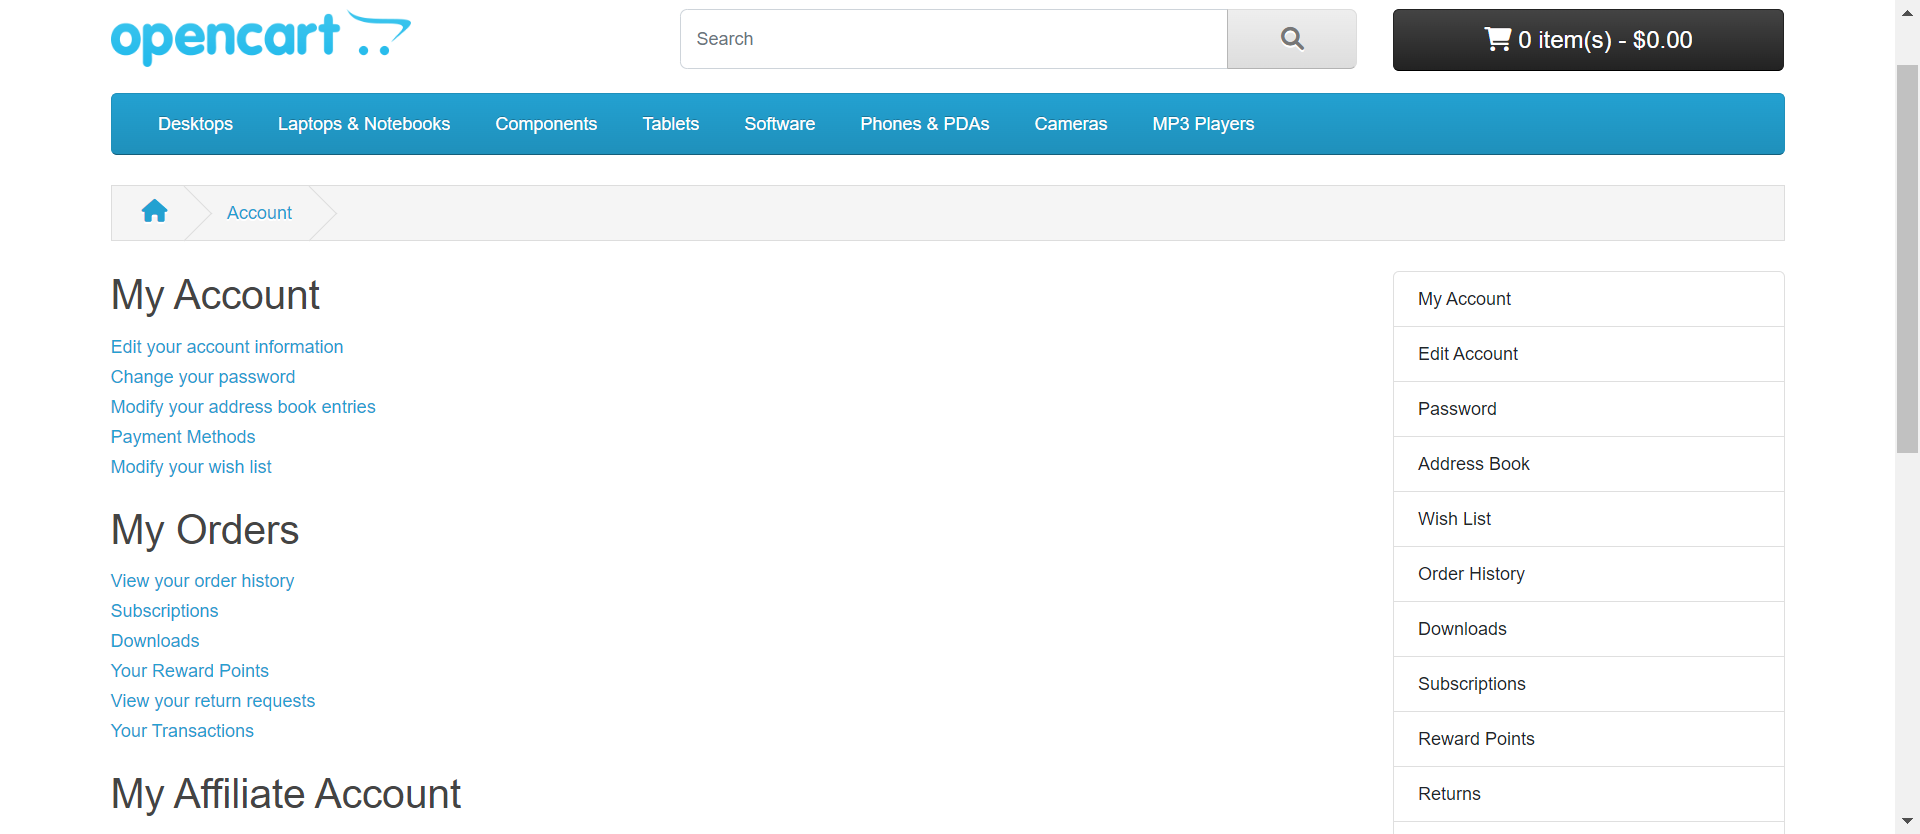 opencart
Search
0 item(s) - $0.00
Desktops
Laptops & Notebooks
Components
Tablets
Software
Phones & PDAs
Cameras
MP3 Players
Account
My Account
Edit your account information
Change your password
Modify your address book entries
Payment Methods
Modify your wish list
My Orders
View your order history
Subscriptions
Downloads
Your Reward Points
View your return requests
Your Transactions
My Affiliate Account
My Account
Edit Account
Password
Address Book
Wish List
Order History
Downloads
Subscriptions
Reward Points
Returns